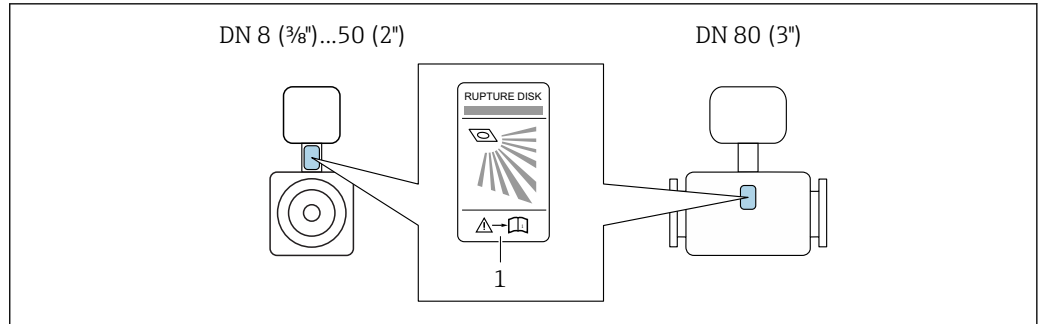 DN 8 (⅜")...50 (2")
DN 80 (3")
RUPTURE DISK
1